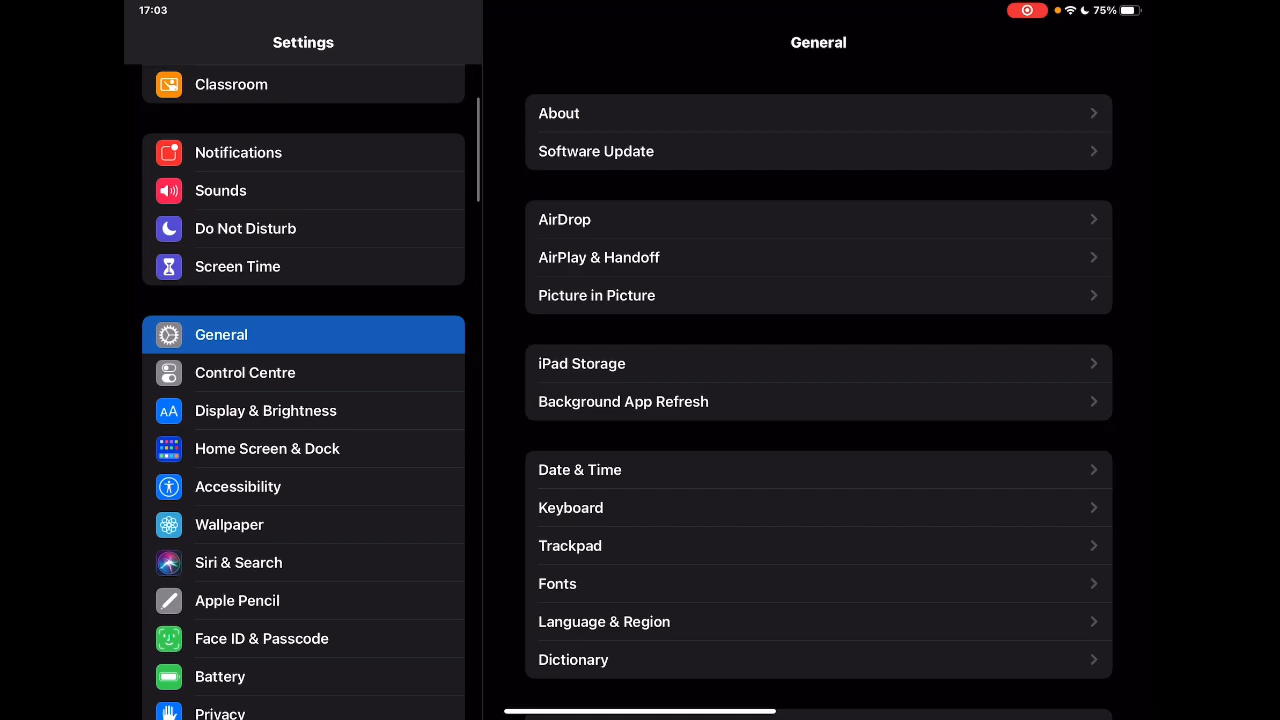 17:03
75%
Settings
General
Classroom
Notifications
Sounds
Do Not Disturb
Screen Time
General
Control Centre
AA
Display & Brightness
Home Screen & Dock
Accessibility
Wallpaper
Siri & Search
Apple Pencil
Face ID & Passcode
Battery
Privacy
About
Software Update
AirDrop
AirPlay & Handoff
Picture in Picture
iPad Storage
Background App Refresh
Date & Time
Keyboard
Trackpad
Fonts
Language & Region
Dictionary